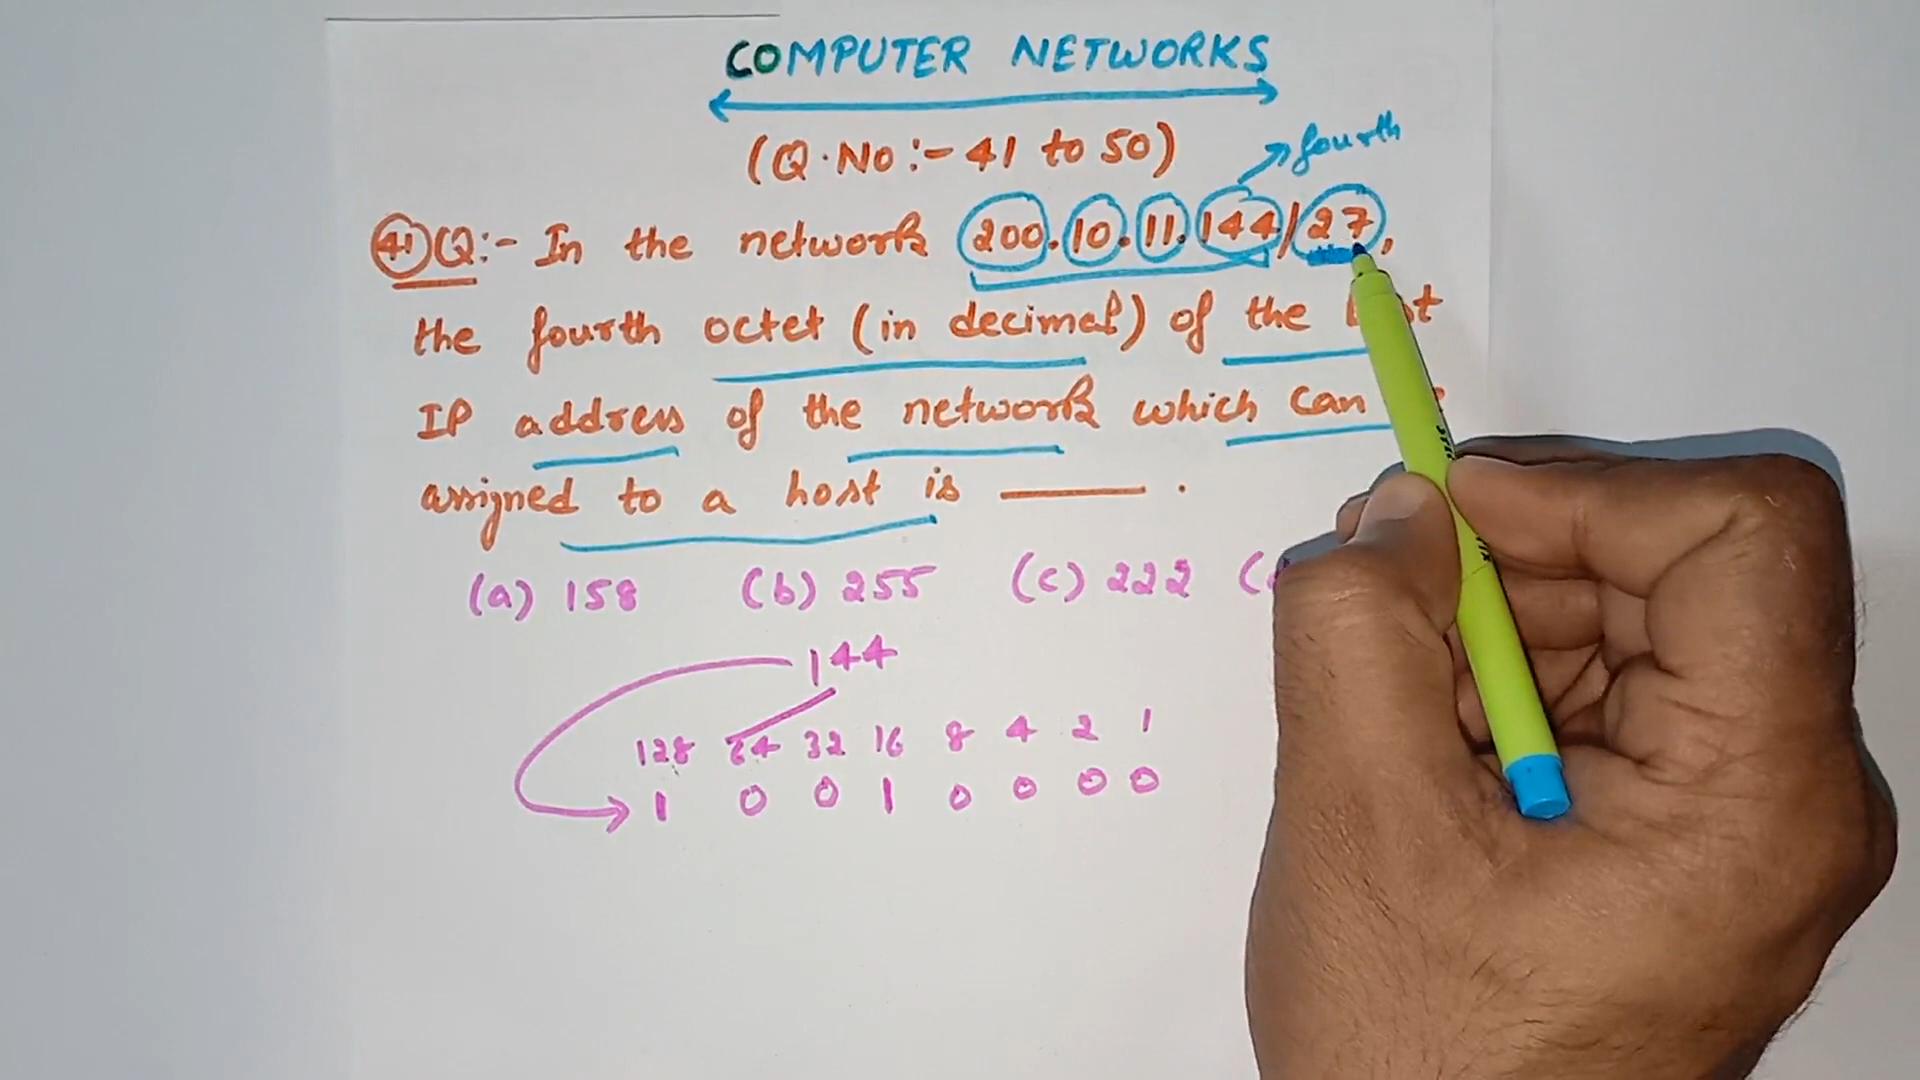 COMPUTER NETWORKS
(Q.No:- 41 to 50)
fourth
41 Q:- In the network 200.10.11.144/27,
the fourth octet (in decimal) of the
IP address of the network which can
assigned to a host is ______.
(a) 158 (b) 255 (c) 222
144
128 64 32 16 8 4 2 1
1 0 0 1 0 0 0 0